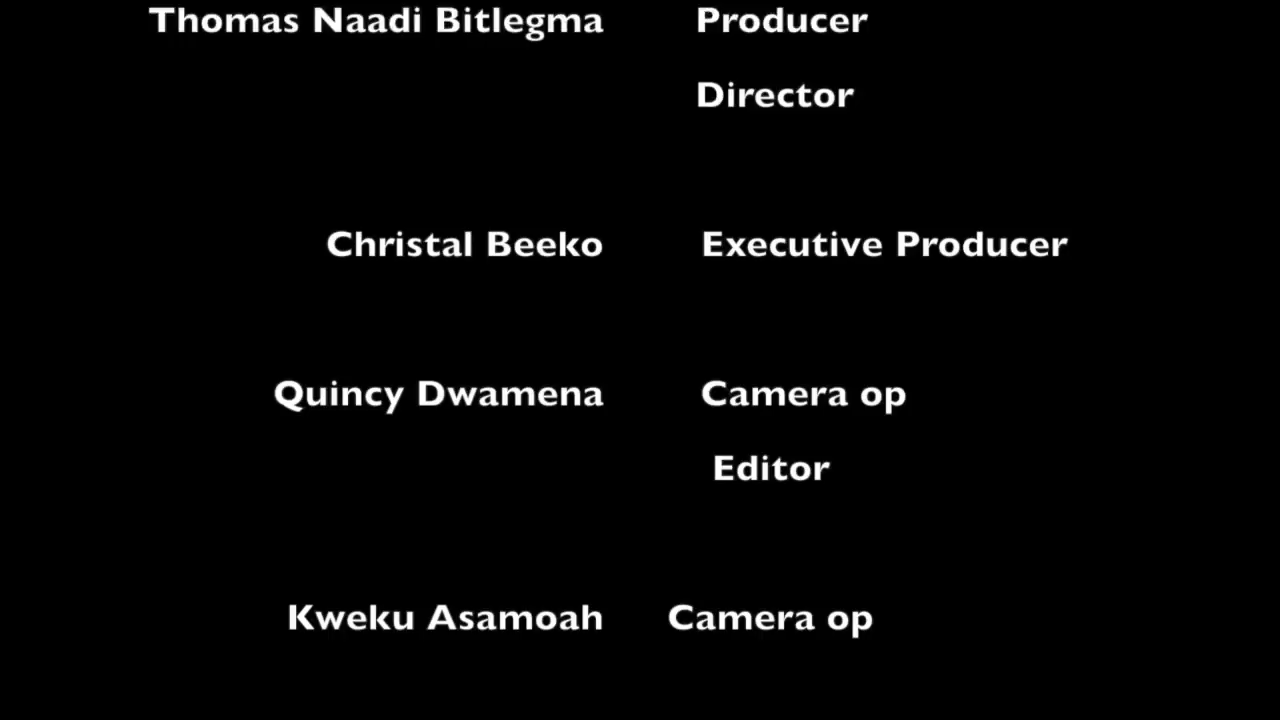 Thomas Naadi Bitlegma Producer
Director
Christal Beeko Executive Producer
Quincy Dwamena Camera op
Editor
Kweku Asamoah Camera op